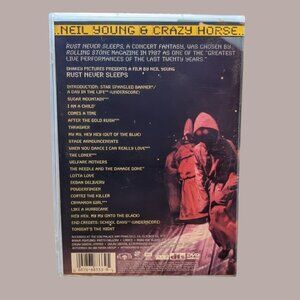 NEIL YOUNG & CRAZY HORSE
RUST NEVER SLEEPS, A CONCERT FANTASY, WAS CHOSEN BY
ROLLING STONE MAGAZINE IN 1987 AS ONE OF THE "GREATEST
LIVE PERFORMANCES OF THE LAST TWENTY YEARS."
SHAKEY PICTURES PRESENTS A FILM BY NEIL YOUNG
RUST NEVER SLEEPS
INTRODUCTION: STAR SPANGLED BANNER/
A DAY IN THE LIFE (UNDERSCORE)
SUGAR MOUNTAIN
I AM A CHILD
COMES A TIME
AFTER THE GOLD RUSH
THRASHER
MY MY, HEY HEY (OUT OF THE BLUE)
STAGE ANNOUNCEMENTS
WHEN YOU DANCE I CAN REALLY LOVE
THE LONER
WELFARE MOTHERS
THE NEEDLE AND THE DAMAGE DONE
LOTTA LOVE
SEDAN DELIVERY
POWDERFINGER
CORTEZ THE KILLER
CINNAMON GIRL
LIKE A HURRICANE
HEY HEY, MY MY (INTO THE BLACK)
END CREDITS: SCHOOL DAYS (UNDERSCORE)
TONIGHT'S THE NIGHT
DVD